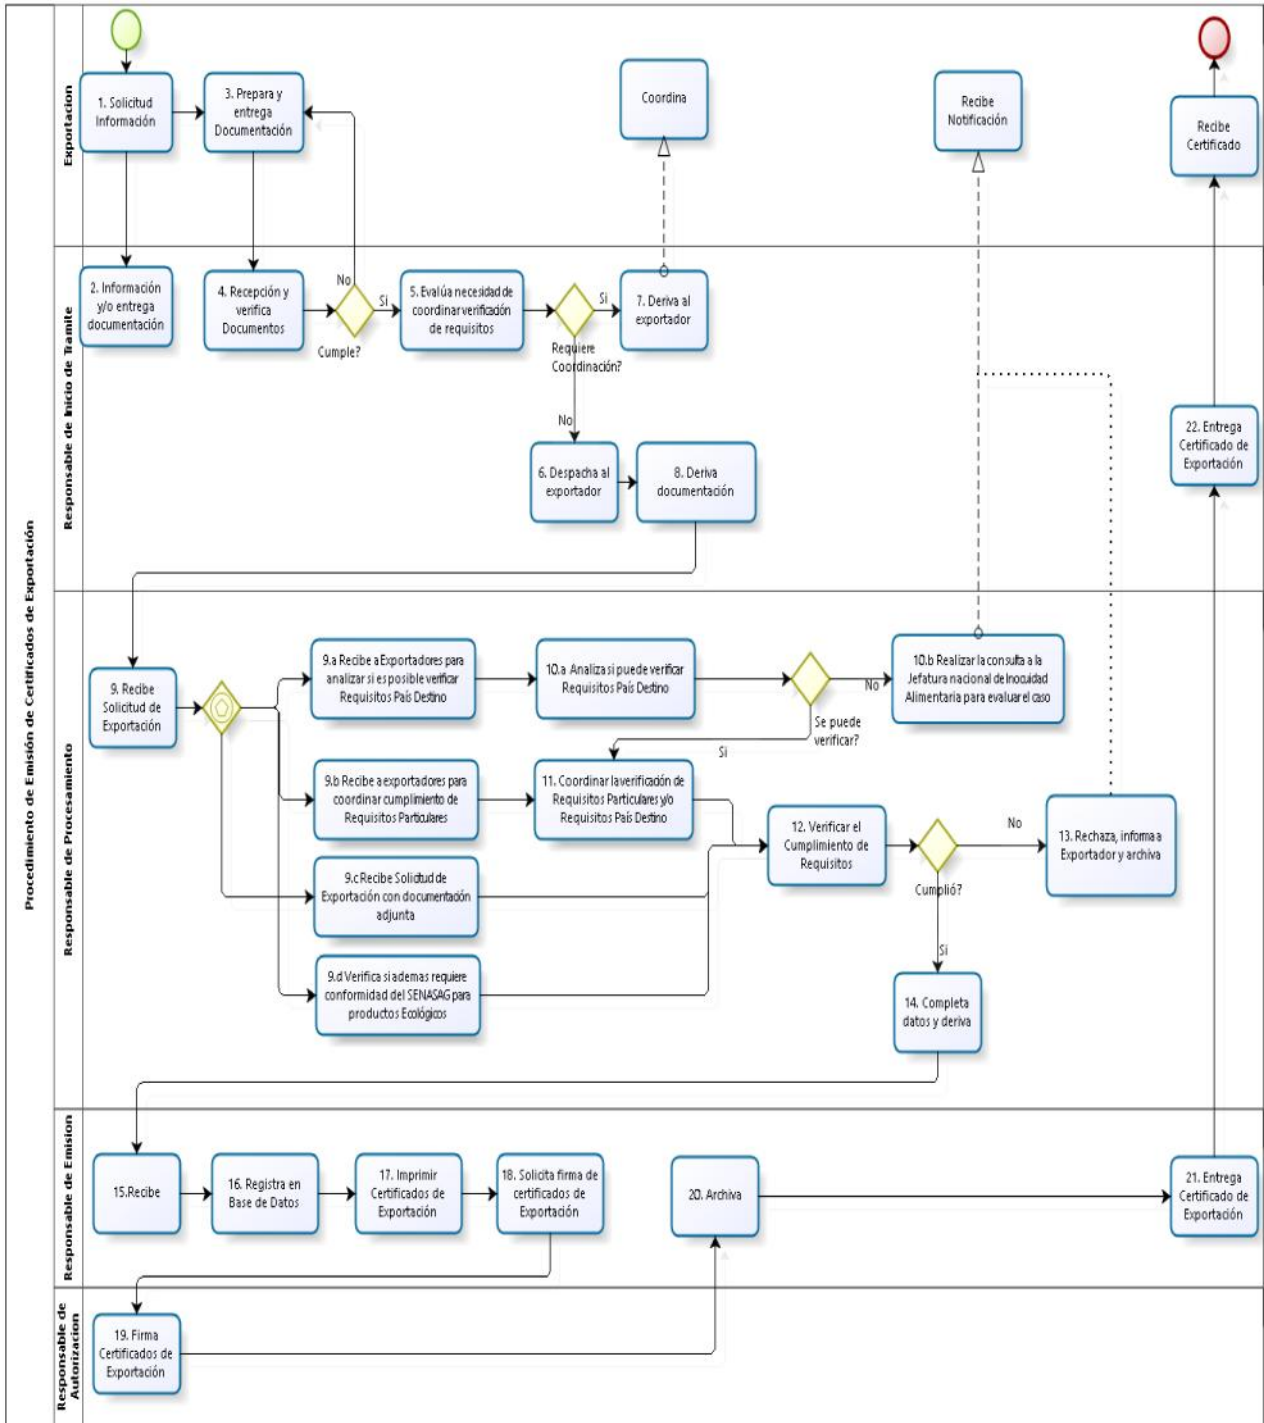 Procedimiento de Emisión de Certificados de Exportación
Exportacion
1. Solicitud
Información
3. Prepara y
entrega
Documentación
Coordina
Recibe
Notificación
Recibe
Certificado
Responsable de Inicio de Tramite
2. Información
y/o entrega
documentación
4. Recepción y
verifica
Documentos
No
Si
Cumple?
5. Evalúa necesidad de
coordinar verificación
de requisitos
Si
Requiere
Coordinación?
No
7. Deriva al
exportador
6. Despacha al
exportador
8. Deriva
documentación
22. Entrega
Certificado de
Exportación
Responsable de Procesamiento
9. Recibe
Solicitud de
Exportación
9.a Recibe a Exportadores para
analizar si es posible verificar
Requisitos País Destino
10.a Analiza si puede verificar
Requisitos País Destino
No
Se puede
verificar?
Si
10.b Realizar la consulta a la
Jefatura nacional de Inocuidad
Alimentaria para evaluar el caso
9.b Recibe a exportadores para
coordinar cumplimiento de
Requisitos Particulares
11. Coordinar la verificación de
Requisitos Particulares y/o
Requisitos País Destino
12. Verificar el
Cumplimiento de
Requisitos
No
Cumplió?
Si
13. Rechaza, informa a
Exportador y archiva
9.c Recibe Solicitud de
Exportación con documentación
adjunta
9.d Verifica si ademas requiere
conformidad del SENASAG para
productos Ecológicos
14. Completa
datos y deriva
Responsable de Emision
15.Recibe
16. Registra en
Base de Datos
17. Imprimir
Certificados de
Exportación
18. Solicita firma de
certificados de
Exportación
20. Archiva
21. Entrega
Certificado de
Exportación
Responsable de
Autorizacion
19. Firma
Certificados de
Exportación